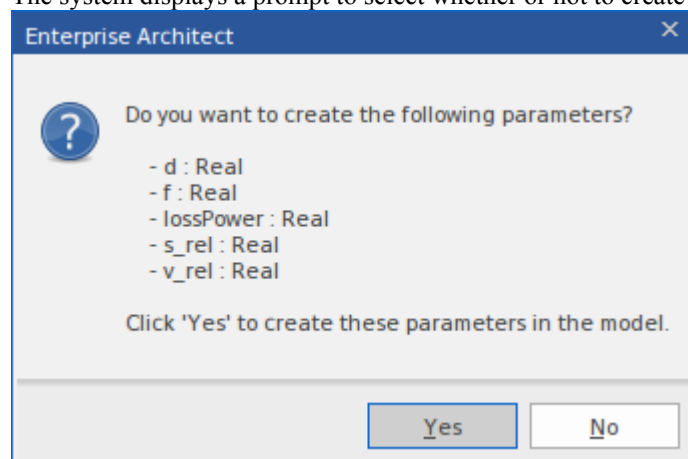 The system displays a prompt to select whether or not to create
Enterprise Architect
Do you want to create the following parameters?
- d : Real
- f : Real
- lossPower : Real
- s_rel : Real
- v_rel : Real
Click 'Yes' to create these parameters in the model.
Yes
No